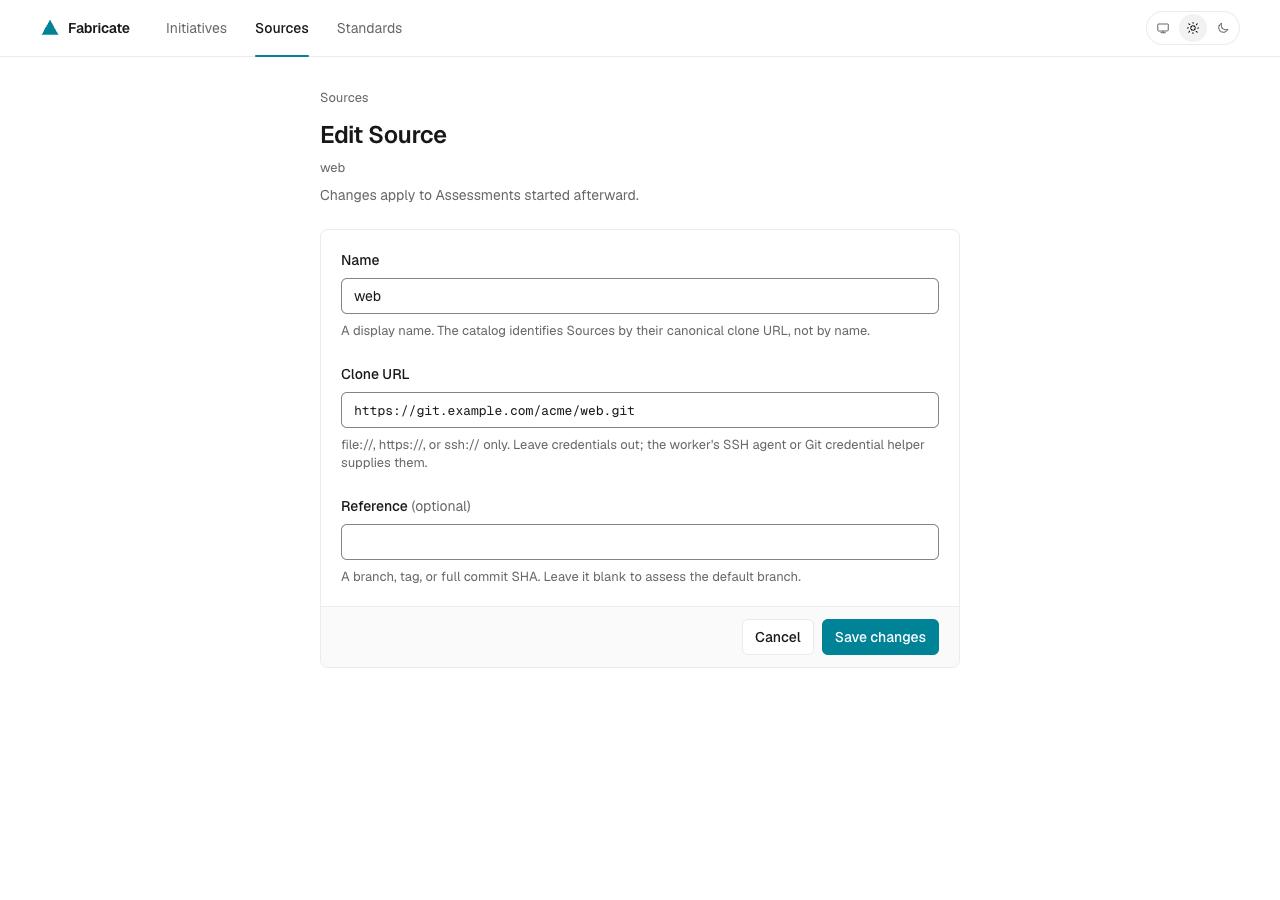 Fabricate
Initiatives
Sources
Standards
Sources
Edit Source
web
Changes apply to Assessments started afterward.
Name
web
A display name. The catalog identifies Sources by their canonical clone URL, not by name.
Clone URL
https://git.example.com/acme/web.git
file://, https://, or ssh:// only. Leave credentials out; the worker's SSH agent or Git credential helper
supplies them.
Reference (optional)
A branch, tag, or full commit SHA. Leave it blank to assess the default branch.
Cancel
Save changes